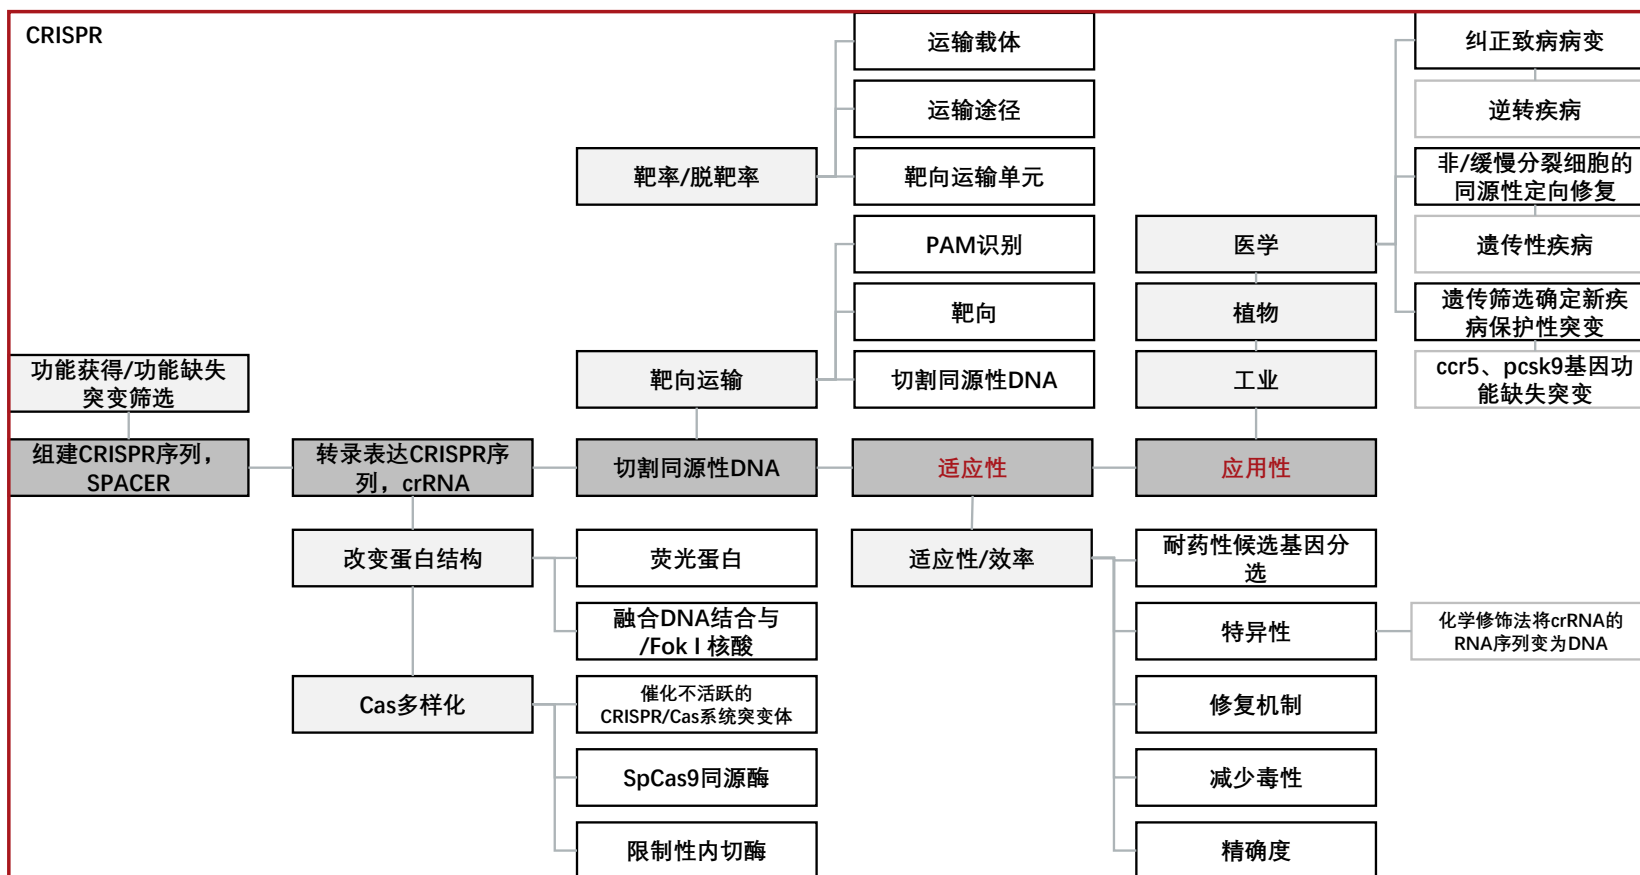 CRISPR
运输载体
纠正致病病变
运输途径
逆转疾病
靶率/脱靶率
靶向运输单元
非/缓慢分裂细胞的
同源性定向修复
PAM识别
医学
遗传性疾病
靶向
植物
遗传筛选确定新疾
病保护性突变
功能获得/功能缺失
突变筛选
靶向运输
切割同源性DNA
工业
ccr5、pcsk9基因功
能缺失突变
组建CRISPR序列，
SPACER
转录表达CRISPR序
列，crRNA
切割同源性DNA
适应性
应用性
改变蛋白结构
荧光蛋白
适应性/效率
耐药性候选基因分
选
融合DNA结合与
/Fok I 核酸
特异性
化学修饰法将crRNA的
RNA序列变为DNA
Cas多样化
催化不活跃的
CRISPR/Cas系统突变体
修复机制
SpCas9同源酶
减少毒性
限制性内切酶
精确度